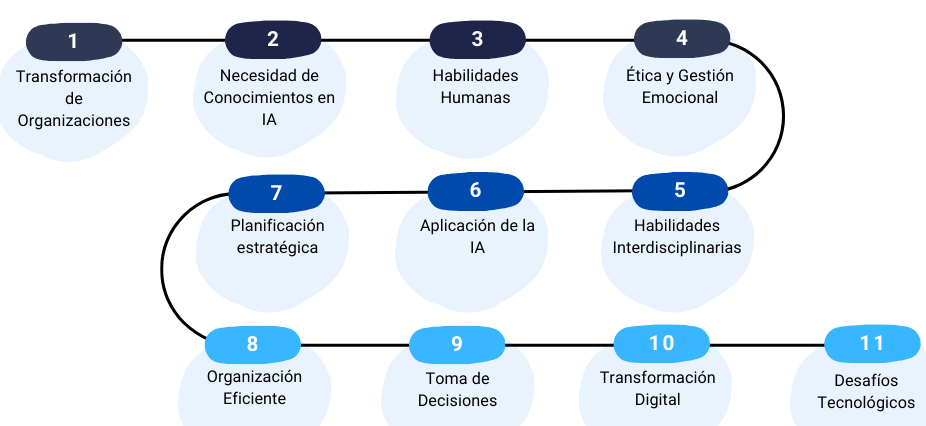 1
Transformación
de
Organizaciones
2
Necesidad de
Conocimientos en
IA
3
Habilidades
Humanas
4
Ética y Gestión
Emocional
5
Habilidades
Interdisciplinarias
6
Aplicación de la
IA
7
Planificación
estratégica
8
Organización
Eficiente
9
Toma de
Decisiones
10
Transformación
Digital
11
Desafíos
Tecnológicos